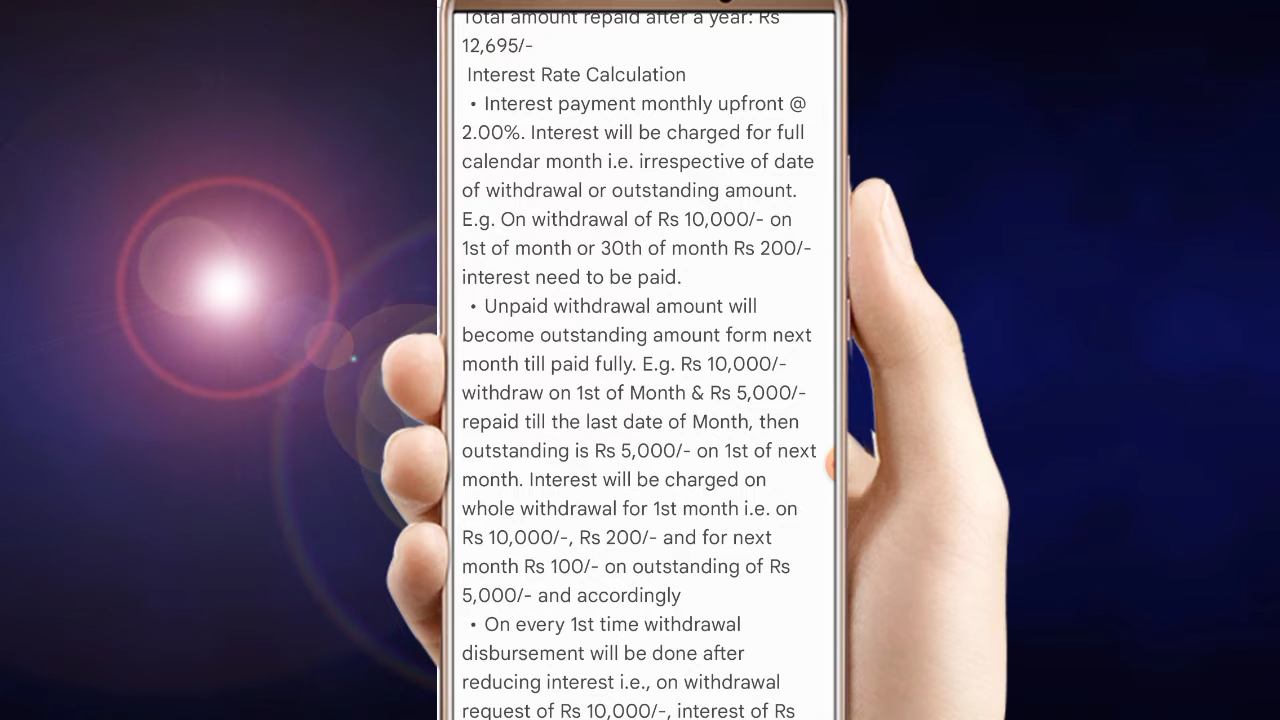 Total amount repaid after a year: Rs
12,695/-
Interest Rate Calculation
• Interest payment monthly upfront @
2.00%. Interest will be charged for full
calendar month i.e. irrespective of date
of withdrawal or outstanding amount.
E.g. On withdrawal of Rs 10,000/- on
1st of month or 30th of month Rs 200/-
interest need to be paid.
• Unpaid withdrawal amount will
become outstanding amount form next
month till paid fully. E.g. Rs 10,000/-
withdraw on 1st of Month & Rs 5,000/-
repaid till the last date of Month, then
outstanding is Rs 5,000/- on 1st of next
month. Interest will be charged on
whole withdrawal for 1st month i.e. on
Rs 10,000/-, Rs 200/- and for next
month Rs 100/- on outstanding of Rs
5,000/- and accordingly
• On every 1st time withdrawal
disbursement will be done after
reducing interest i.e., on withdrawal
request of Rs 10,000/-, interest of Rs